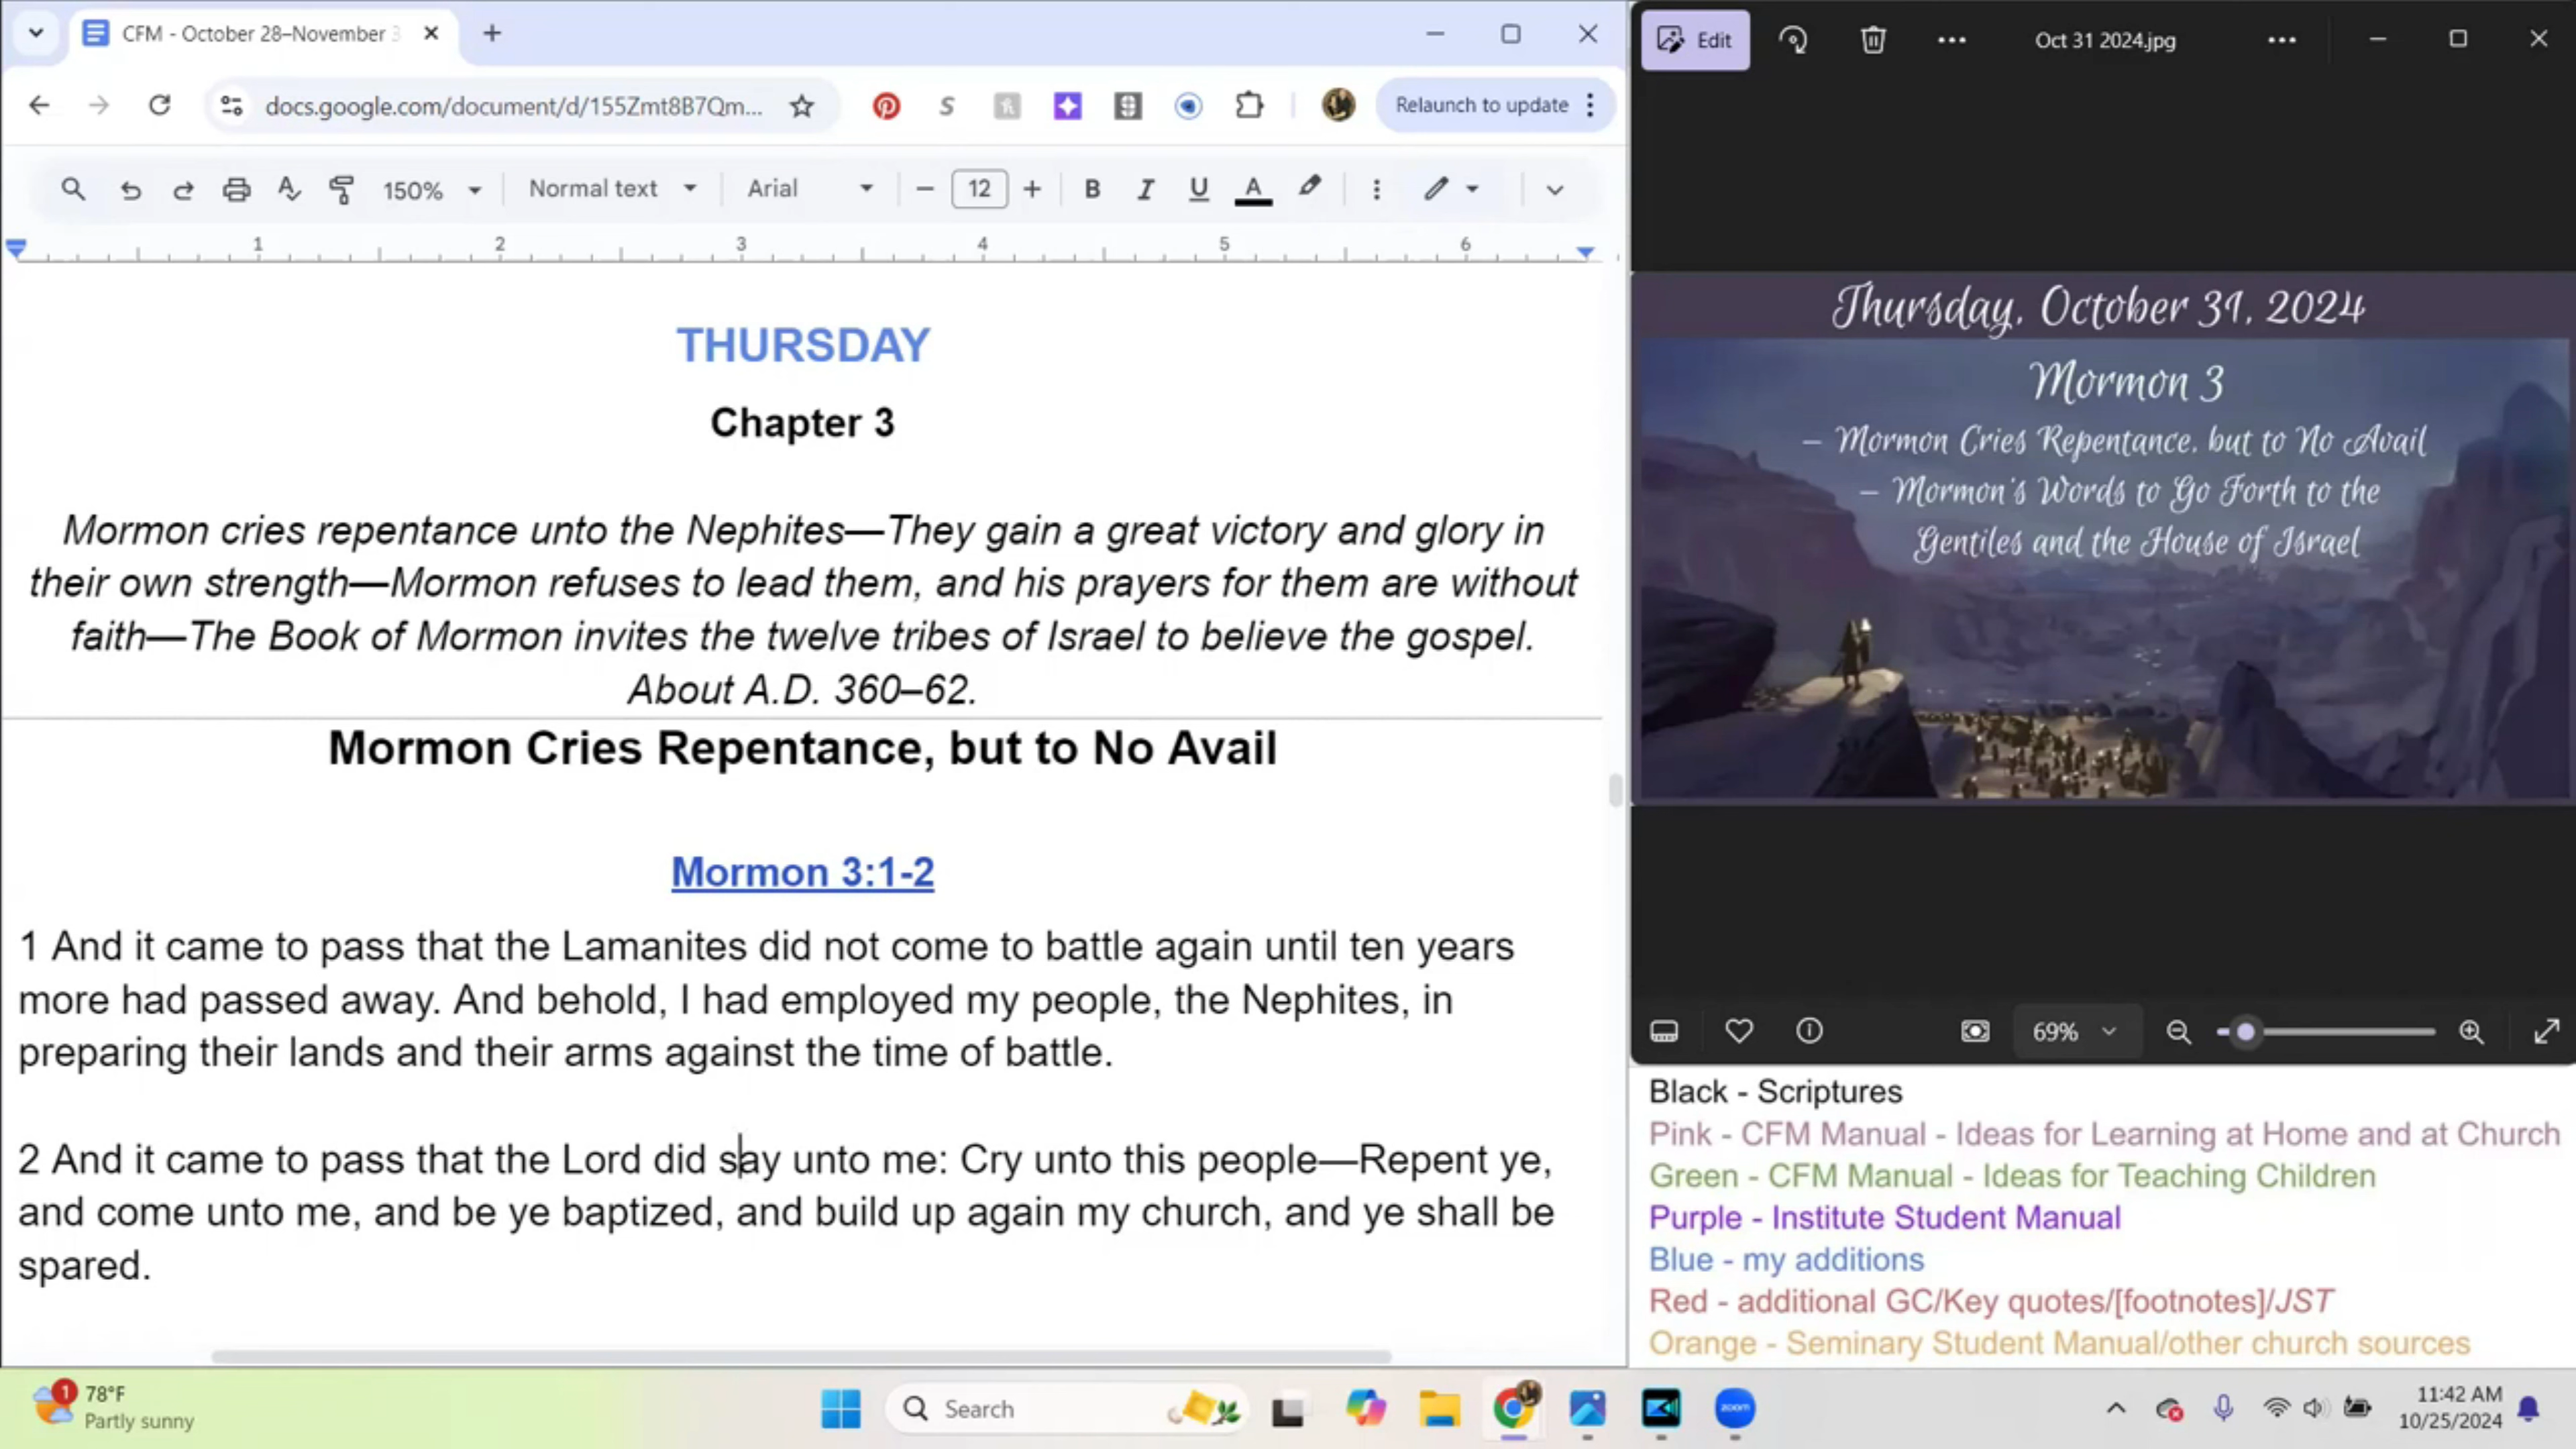 CFM - October 28–November 3
docs.google.com/document/d/155Zmt8B7Qm...
Relaunch to update
150%
Normal text
Arial
12
B I U A
1 2 3 4 5 6
THURSDAY
Chapter 3
Mormon cries repentance unto the Nephites—They gain a great victory and glory in
their own strength—Mormon refuses to lead them, and his prayers for them are without
faith—The Book of Mormon invites the twelve tribes of Israel to believe the gospel.
About A.D. 360–62.
Mormon Cries Repentance, but to No Avail
Mormon 3:1-2
1 And it came to pass that the Lamanites did not come to battle again until ten years
more had passed away. And behold, I had employed my people, the Nephites, in
preparing their lands and their arms against the time of battle.
2 And it came to pass that the Lord did say unto me: Cry unto this people—Repent ye,
and come unto me, and be ye baptized, and build up again my church, and ye shall be
spared.
Edit
Oct 31 2024.jpg
Thursday, October 31, 2024
Mormon 3
– Mormon Cries Repentance, but to No Avail
– Mormon's Words to Go Forth to the
Gentiles and the House of Israel
69%
Black - Scriptures
Pink - CFM Manual - Ideas for Learning at Home and at Church
Green - CFM Manual - Ideas for Teaching Children
Purple - Institute Student Manual
Blue - my additions
Red - additional GC/Key quotes/[footnotes]/JST
Orange - Seminary Student Manual/other church sources
1
78°F
Partly sunny
Search
zoom
11:42 AM
10/25/2024